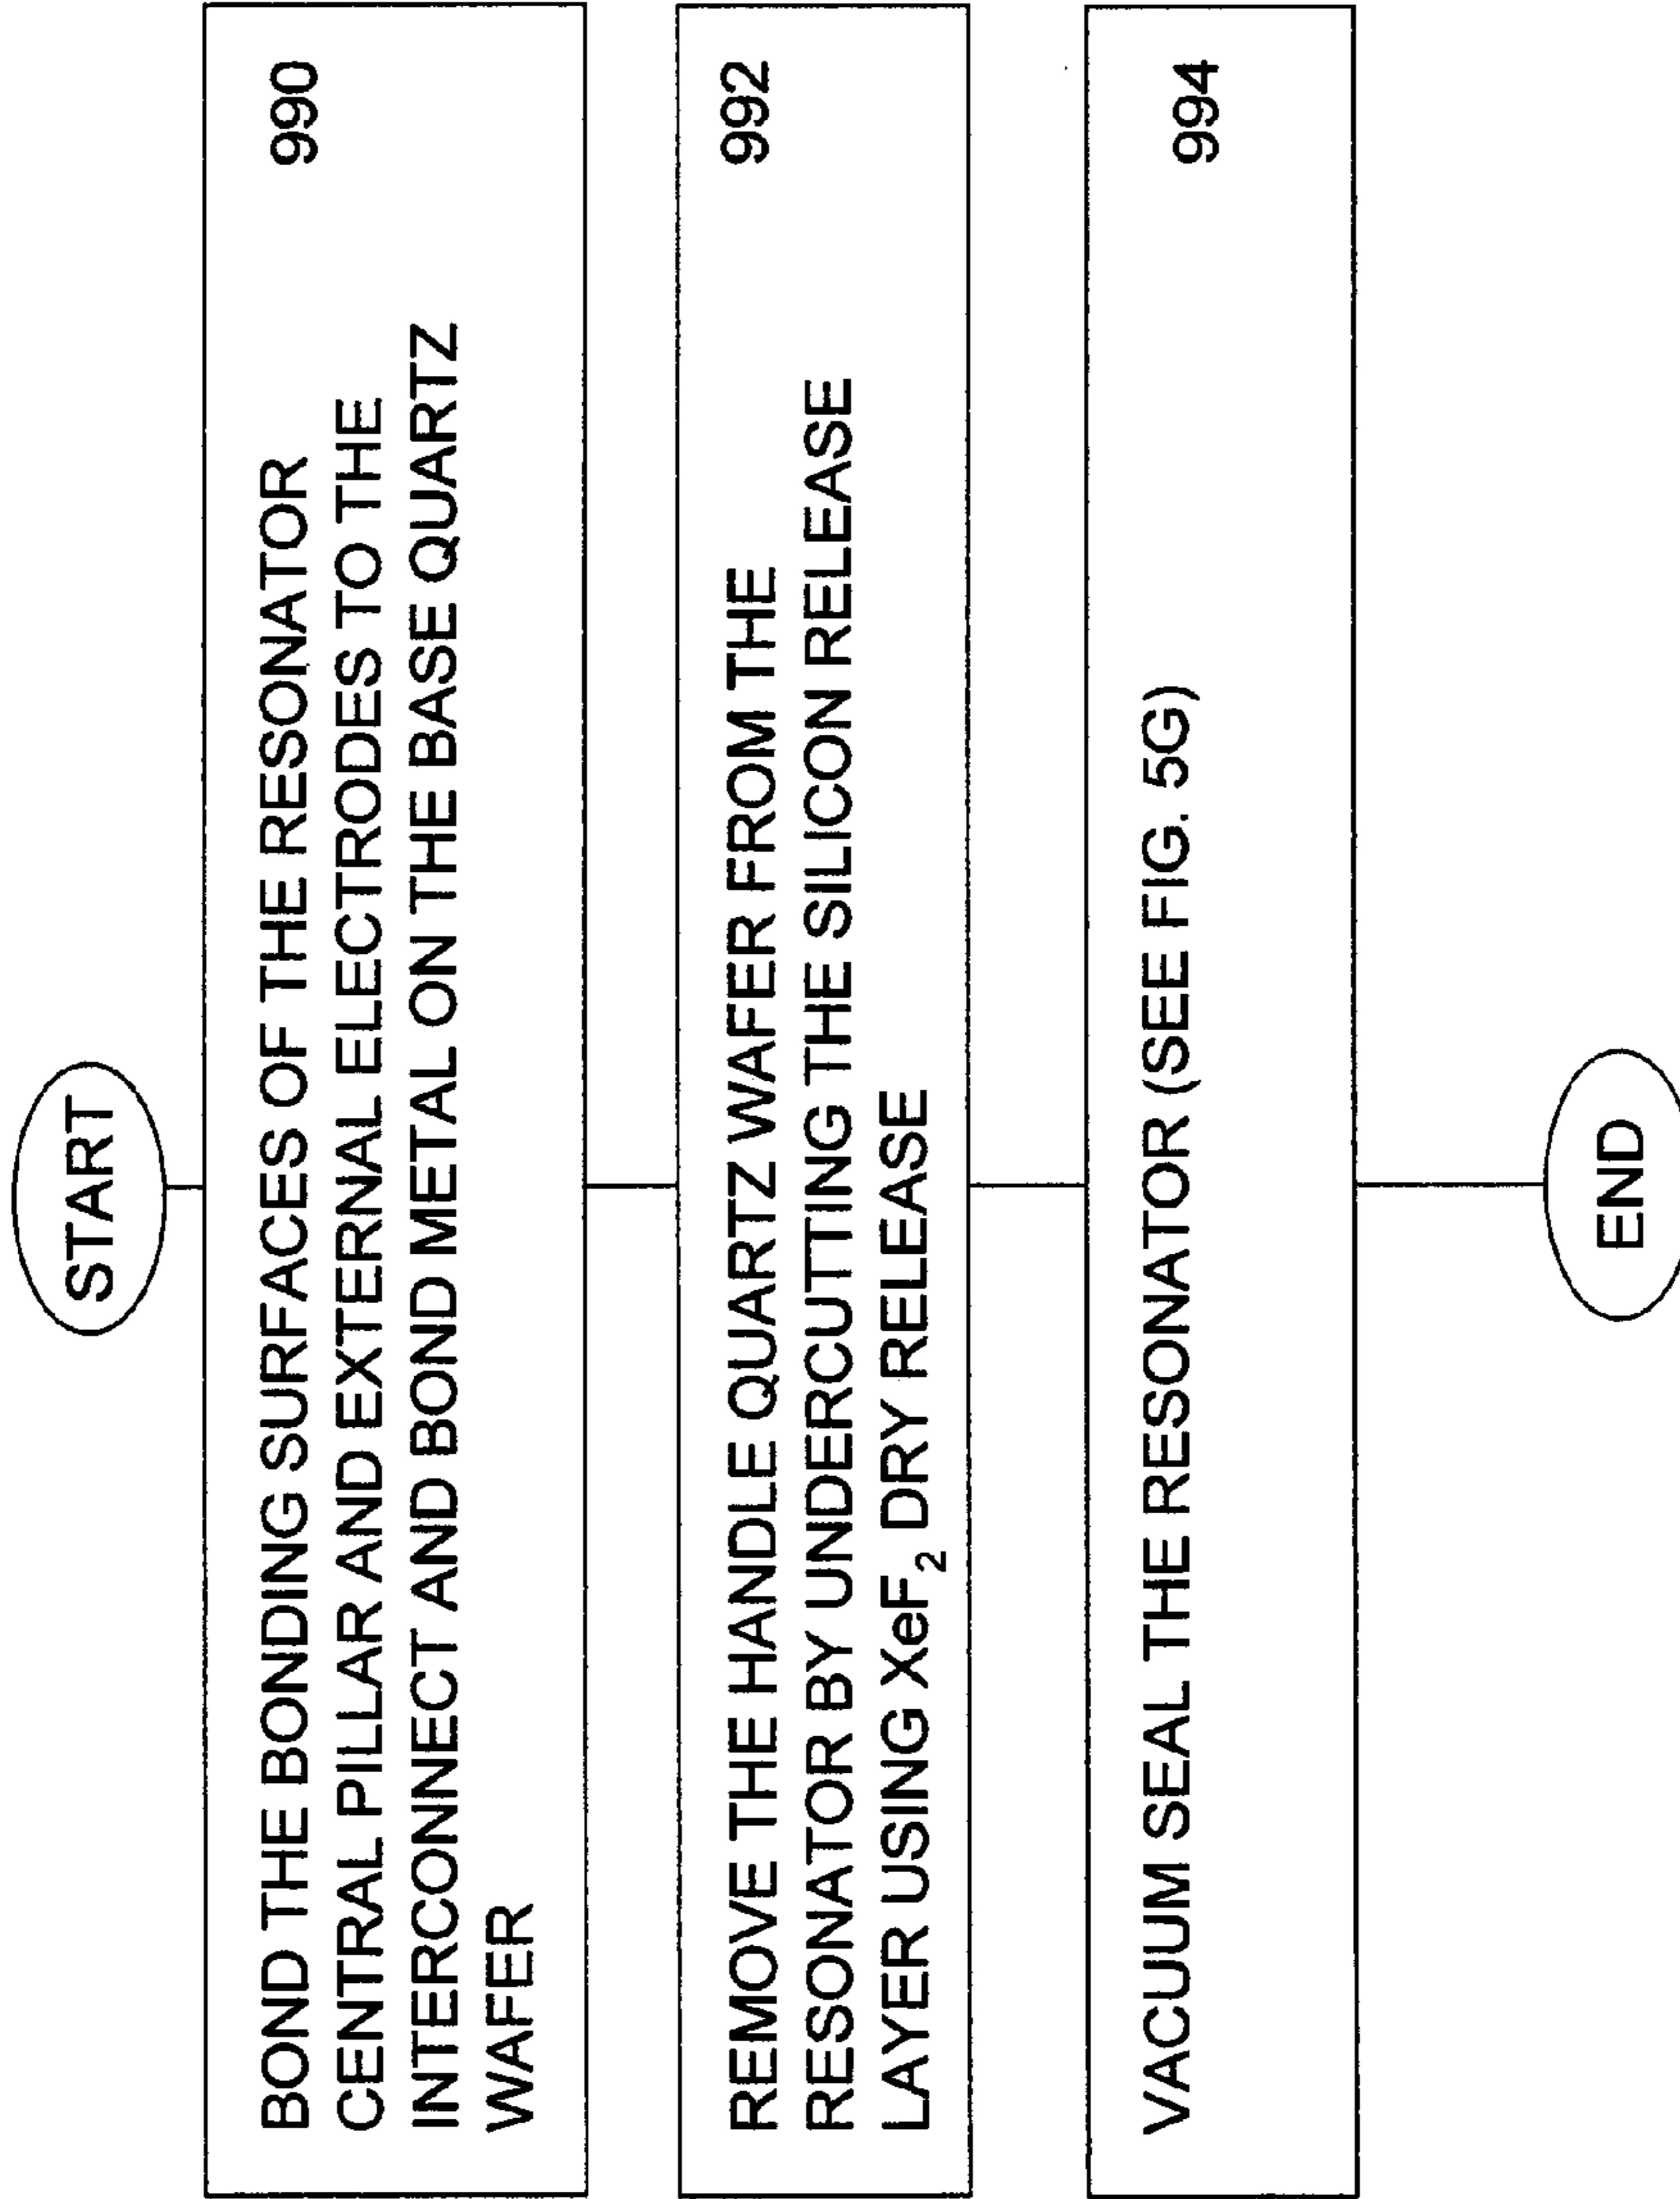 START
BOND THE BONDING SURFACES OF THE RESONATOR 990
CENTRAL PILLAR AND EXTERNAL ELECTRODES TO THE
INTERCONNECT AND BOND METAL ON THE BASE QUARTZ
WAFER
REMOVE THE HANDLE QUARTZ WAFER FROM THE 992
RESONATOR BY UNDERCUTTING THE SILICON RELEASE
LAYER USING XeF₂ DRY RELEASE
VACUUM SEAL THE RESONATOR (SEE FIG. 5G) 994
END